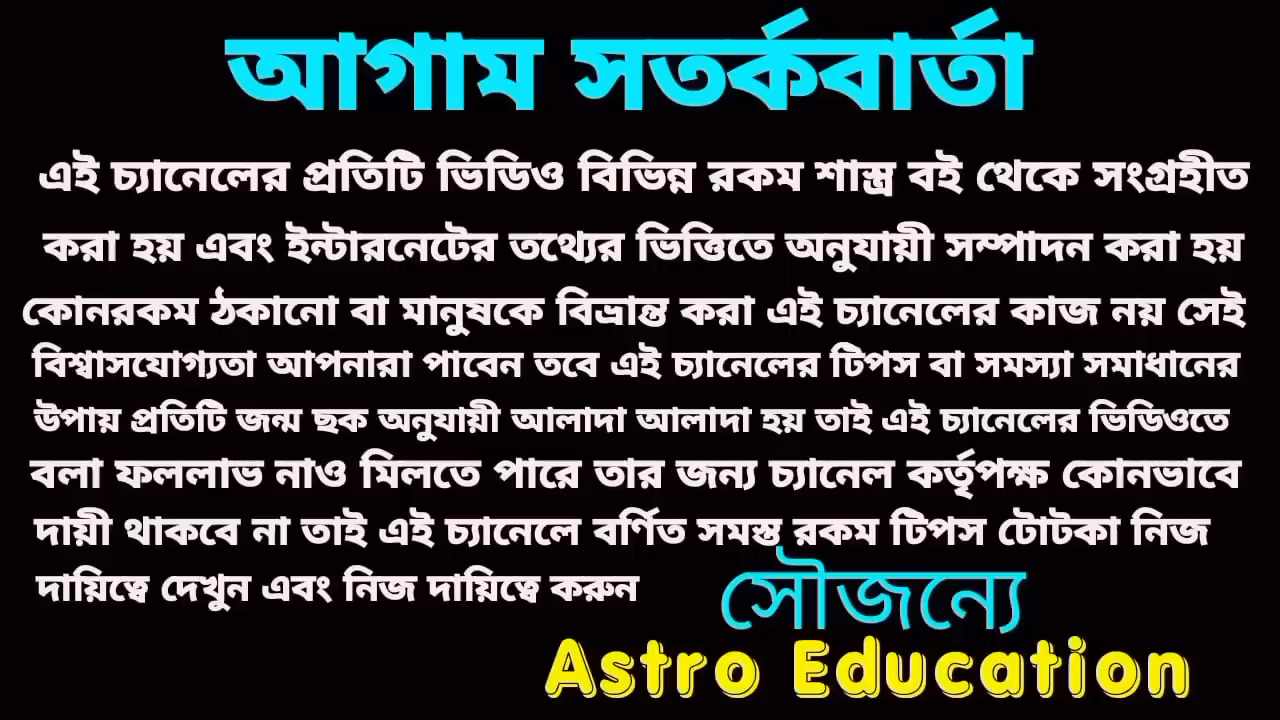 আগাম সতর্কবার্তা
এই চ্যানেলের প্রতিটি ভিডিও বিভিন্ন রকম শাস্ত্র বই থেকে সংগ্রহীত
করা হয় এবং ইন্টারনেটের তথ্যের ভিত্তিতে অনুযায়ী সম্পাদন করা হয়
কোনরকম ঠকানো বা মানুষকে বিভ্রান্ত করা এই চ্যানেলের কাজ নয় সেই
বিশ্বাসযোগ্যতা আপনারা পাবেন তবে এই চ্যানেলের টিপস বা সমস্যা সমাধানের
উপায় প্রতিটি জন্ম ছক অনুযায়ী আলাদা আলাদা হয় তাই এই চ্যানেলের ভিডিওতে
বলা ফললাভ নাও মিলতে পারে তার জন্য চ্যানেল কর্তৃপক্ষ কোনভাবে
দায়ী থাকবে না তাই এই চ্যানেলে বর্ণিত সমস্ত রকম টিপস টোটকা নিজ
দায়িত্বে দেখুন এবং নিজ দায়িত্বে করুন
সৌজন্যে
Astro Education